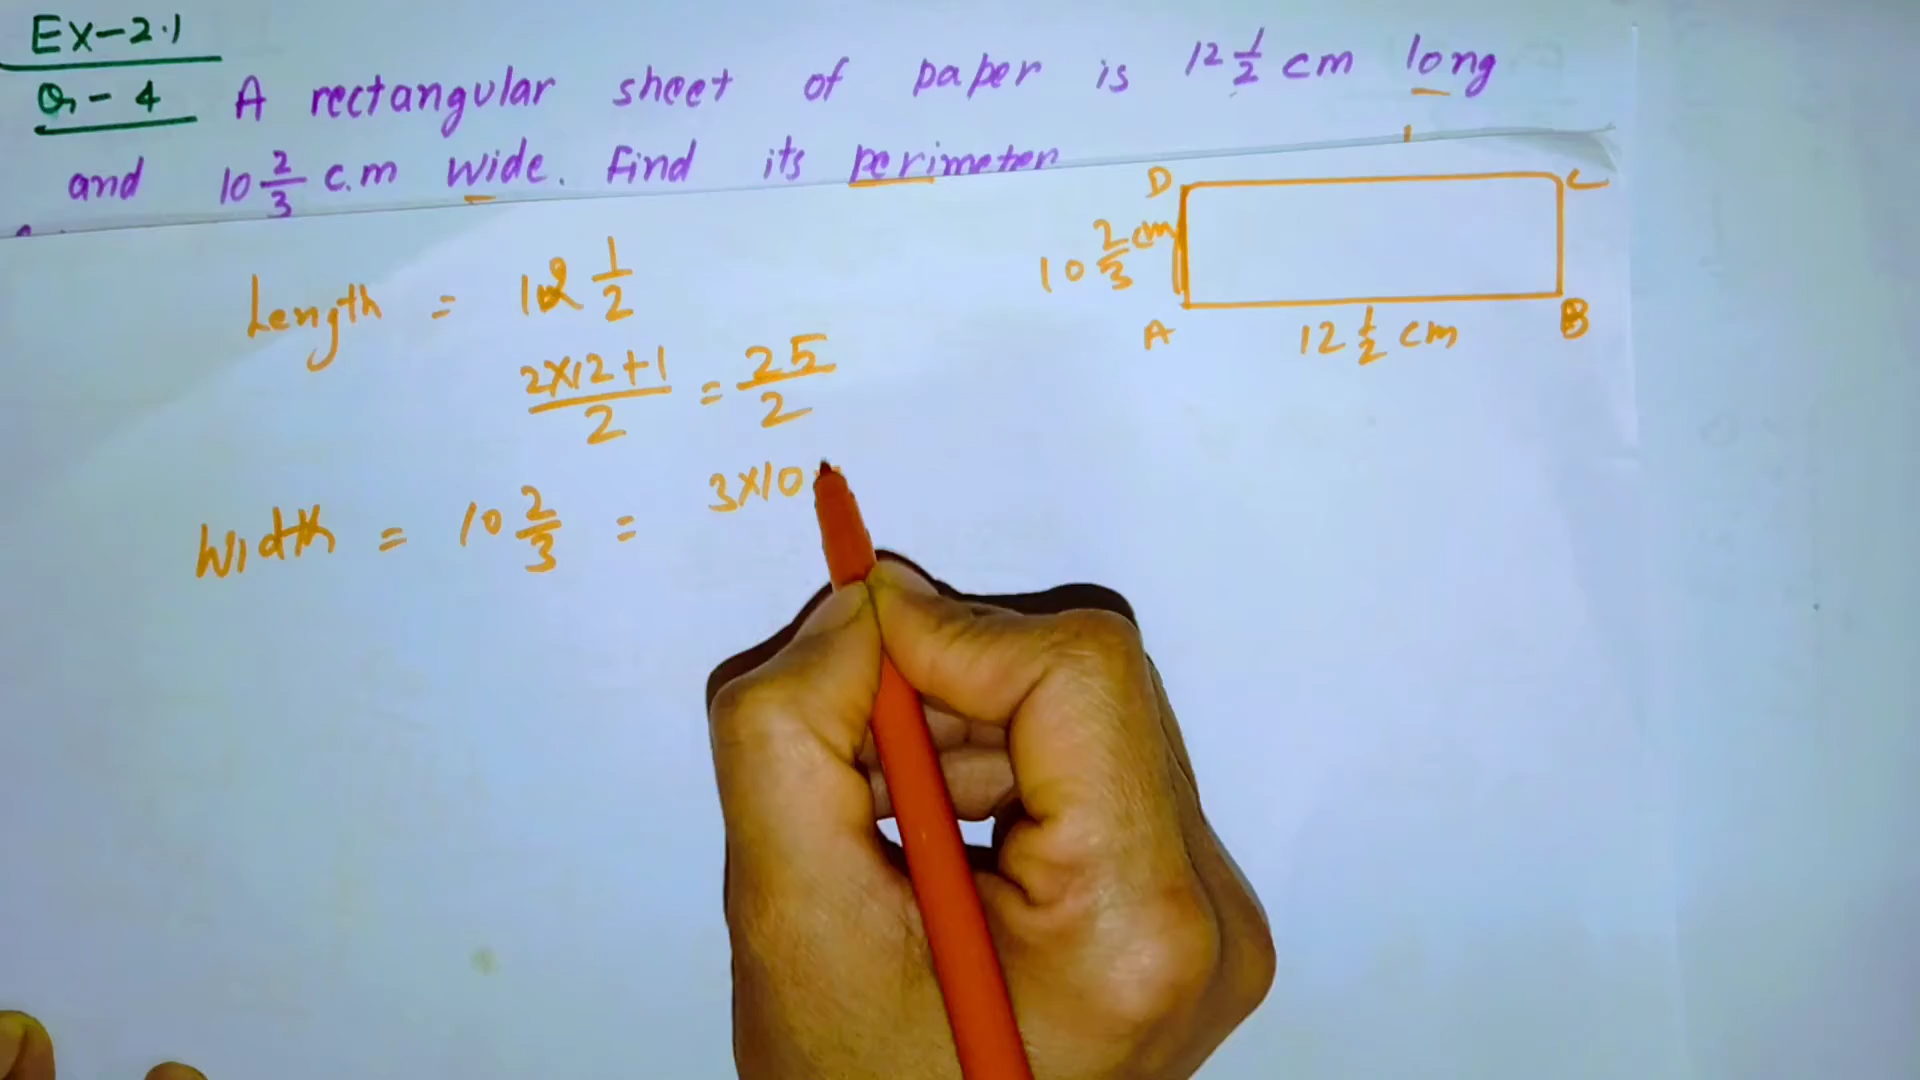 Ex-2.1
Q-4 A rectangular sheet of paper is 12 1/2 cm long
and 10 2/3 c.m wide. Find its perimeter
D C
10 2/3 cm
A 12 1/2 cm B
Length = 12 1/2
2×12+1/2 = 25/2
Width = 10 2/3 = 3×10